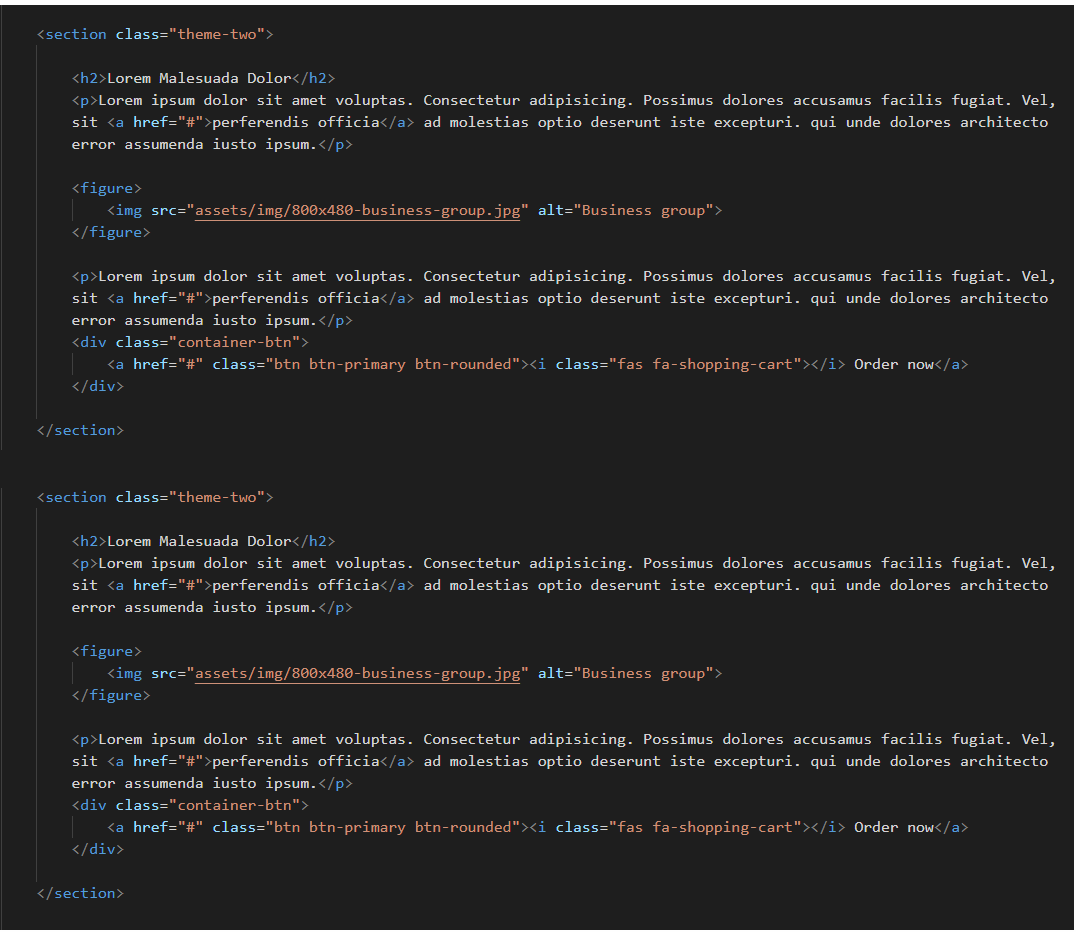 <section class="theme-two">
<h2>Lorem Malesuada Dolor</h2>
<p>Lorem ipsum dolor sit amet voluptas. Consectetur adipisicing. Possimus dolores accusamus facilis fugiat. Vel,
sit <a href="#">perferendis officia</a> ad molestias optio deserunt iste excepturi. qui unde dolores architecto
error assumenda iusto ipsum.</p>
<figure>
<img src="assets/img/800x480-business-group.jpg" alt="Business group">
</figure>
<p>Lorem ipsum dolor sit amet voluptas. Consectetur adipisicing. Possimus dolores accusamus facilis fugiat. Vel,
sit <a href="#">perferendis officia</a> ad molestias optio deserunt iste excepturi. qui unde dolores architecto
error assumenda iusto ipsum.</p>
<div class="container-btn">
<a href="#" class="btn btn-primary btn-rounded"><i class="fas fa-shopping-cart"></i> Order now</a>
</div>
</section>
<section class="theme-two">
<h2>Lorem Malesuada Dolor</h2>
<p>Lorem ipsum dolor sit amet voluptas. Consectetur adipisicing. Possimus dolores accusamus facilis fugiat. Vel,
sit <a href="#">perferendis officia</a> ad molestias optio deserunt iste excepturi. qui unde dolores architecto
error assumenda iusto ipsum.</p>
<figure>
<img src="assets/img/800x480-business-group.jpg" alt="Business group">
</figure>
<p>Lorem ipsum dolor sit amet voluptas. Consectetur adipisicing. Possimus dolores accusamus facilis fugiat. Vel,
sit <a href="#">perferendis officia</a> ad molestias optio deserunt iste excepturi. qui unde dolores architecto
error assumenda iusto ipsum.</p>
<div class="container-btn">
<a href="#" class="btn btn-primary btn-rounded"><i class="fas fa-shopping-cart"></i> Order now</a>
</div>
</section>